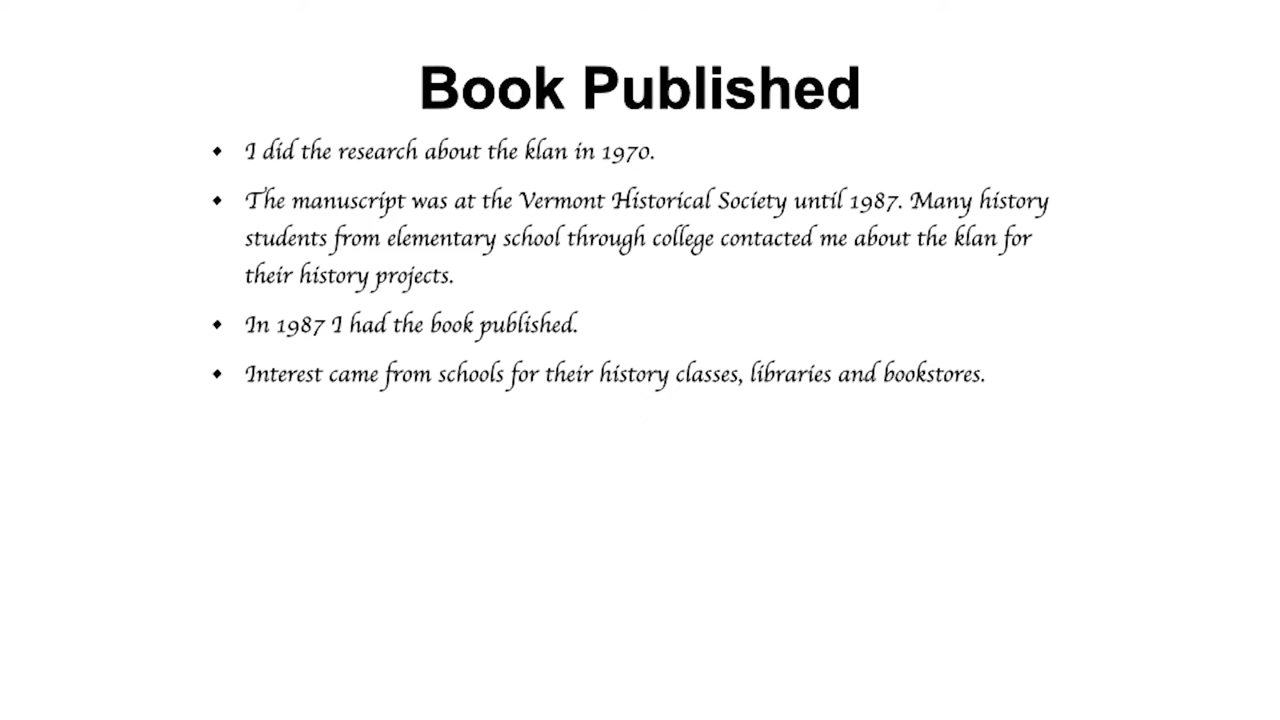 Book Published
◆ I did the research about the klan in 1970.
◆ The manuscript was at the Vermont Historical Society until 1987. Many history
students from elementary school through college contacted me about the klan for
their history projects.
◆ In 1987 I had the book published.
◆ Interest came from schools for their history classes, libraries and bookstores.